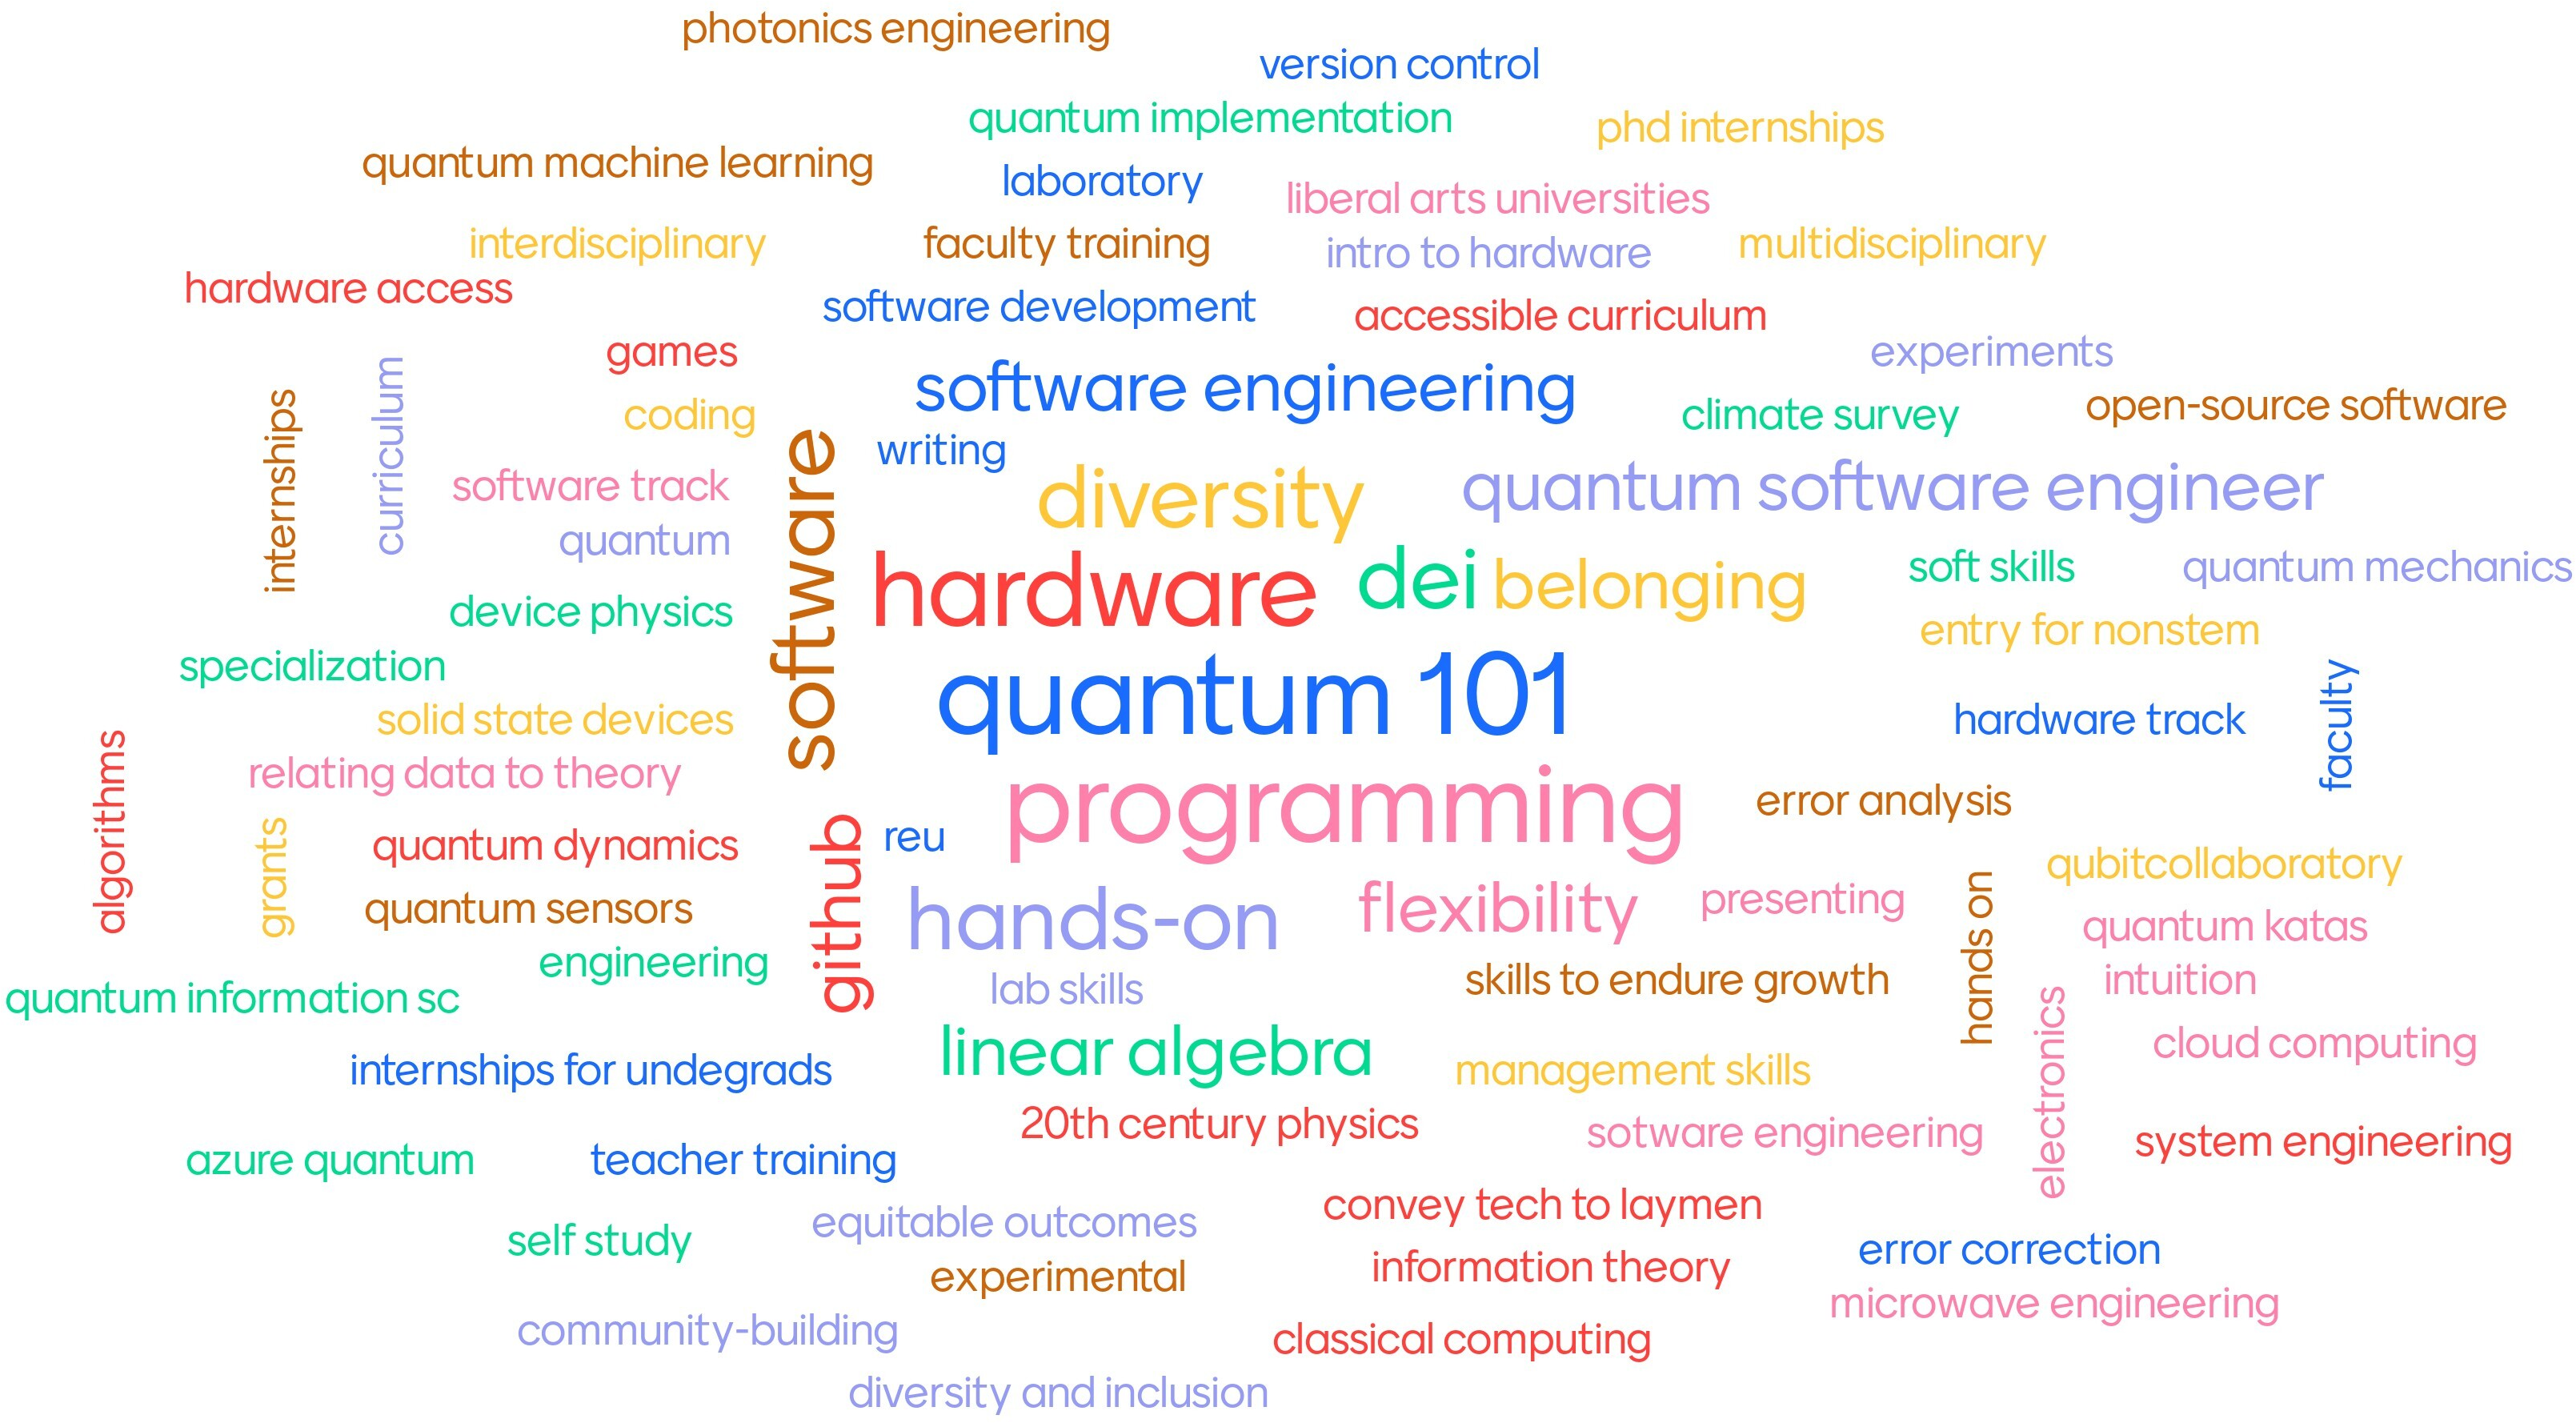 photonics engineering
version control
quantum implementation
phd internships
quantum machine learning
laboratory
liberal arts universities
interdisciplinary
faculty training
intro to hardware
multidisciplinary
hardware access
software development
accessible curriculum
games
experiments
internships
curriculum
coding
software engineering
climate survey
open-source software
writing
software track
software
diversity
quantum software engineer
quantum
hardware
dei
belonging
soft skills
quantum mechanics
device physics
entry for nonstem
specialization
quantum 101
solid state devices
hardware track
faculty
relating data to theory
algorithms
programming
error analysis
grants
quantum dynamics
github
reu
qubitcollaboratory
quantum sensors
hands-on
flexibility
presenting
hands on
quantum katas
engineering
lab skills
skills to endure growth
intuition
quantum information sc
linear algebra
electronics
cloud computing
internships for undegrads
management skills
20th century physics
sotware engineering
system engineering
azure quantum
teacher training
equitable outcomes
convey tech to laymen
self study
error correction
experimental
information theory
microwave engineering
community-building
classical computing
diversity and inclusion